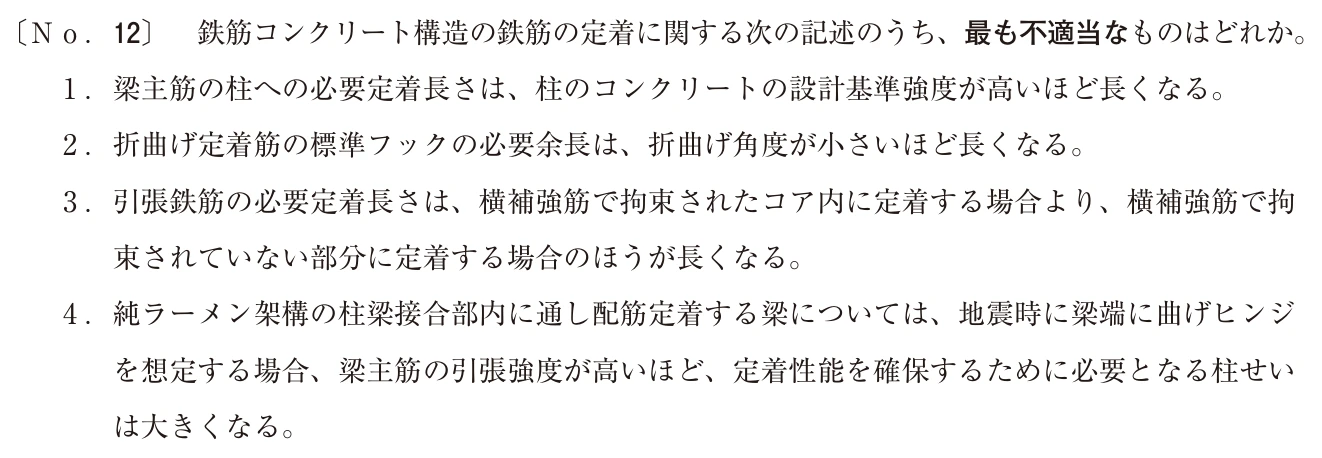 〔Ｎｏ．12〕　鉄筋コンクリート構造の鉄筋の定着に関する次の記述のうち、最も不適当なものはどれか。
1．梁主筋の柱への必要定着長さは、柱のコンクリートの設計基準強度が高いほど長くなる。
2．折曲げ定着筋の標準フックの必要余長は、折曲げ角度が小さいほど長くなる。
3．引張鉄筋の必要定着長さは、横補強筋で拘束されたコア内に定着する場合より、横補強筋で拘
束されていない部分に定着する場合のほうが長くなる。
4．純ラーメン架構の柱梁接合部内に通し配筋定着する梁については、地震時に梁端に曲げヒンジ
を想定する場合、梁主筋の引張強度が高いほど、定着性能を確保するために必要となる柱せい
は大きくなる。